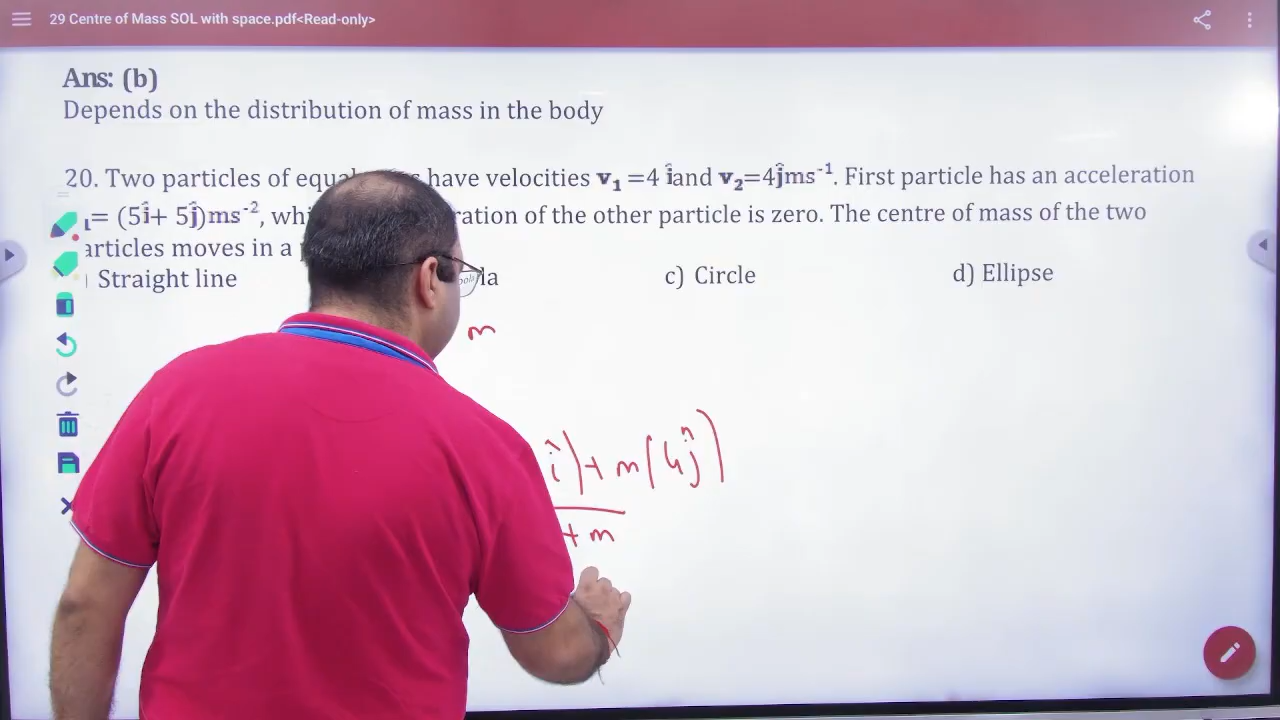 29 Centre of Mass SOL with space.pdf<Read-only>
Ans: (b)
Depends on the distribution of mass in the body
20. Two particles of equal have velocities v₁ =4 î and v₂=4ĵms⁻¹. First particle has an acceleration
= (5î+ 5ĵ)ms⁻², ration of the other particle is zero. The centre of mass of the two
articles moves in a
Straight line
c) Circle
d) Ellipse
m
î) + m(4ĵ)
+ m